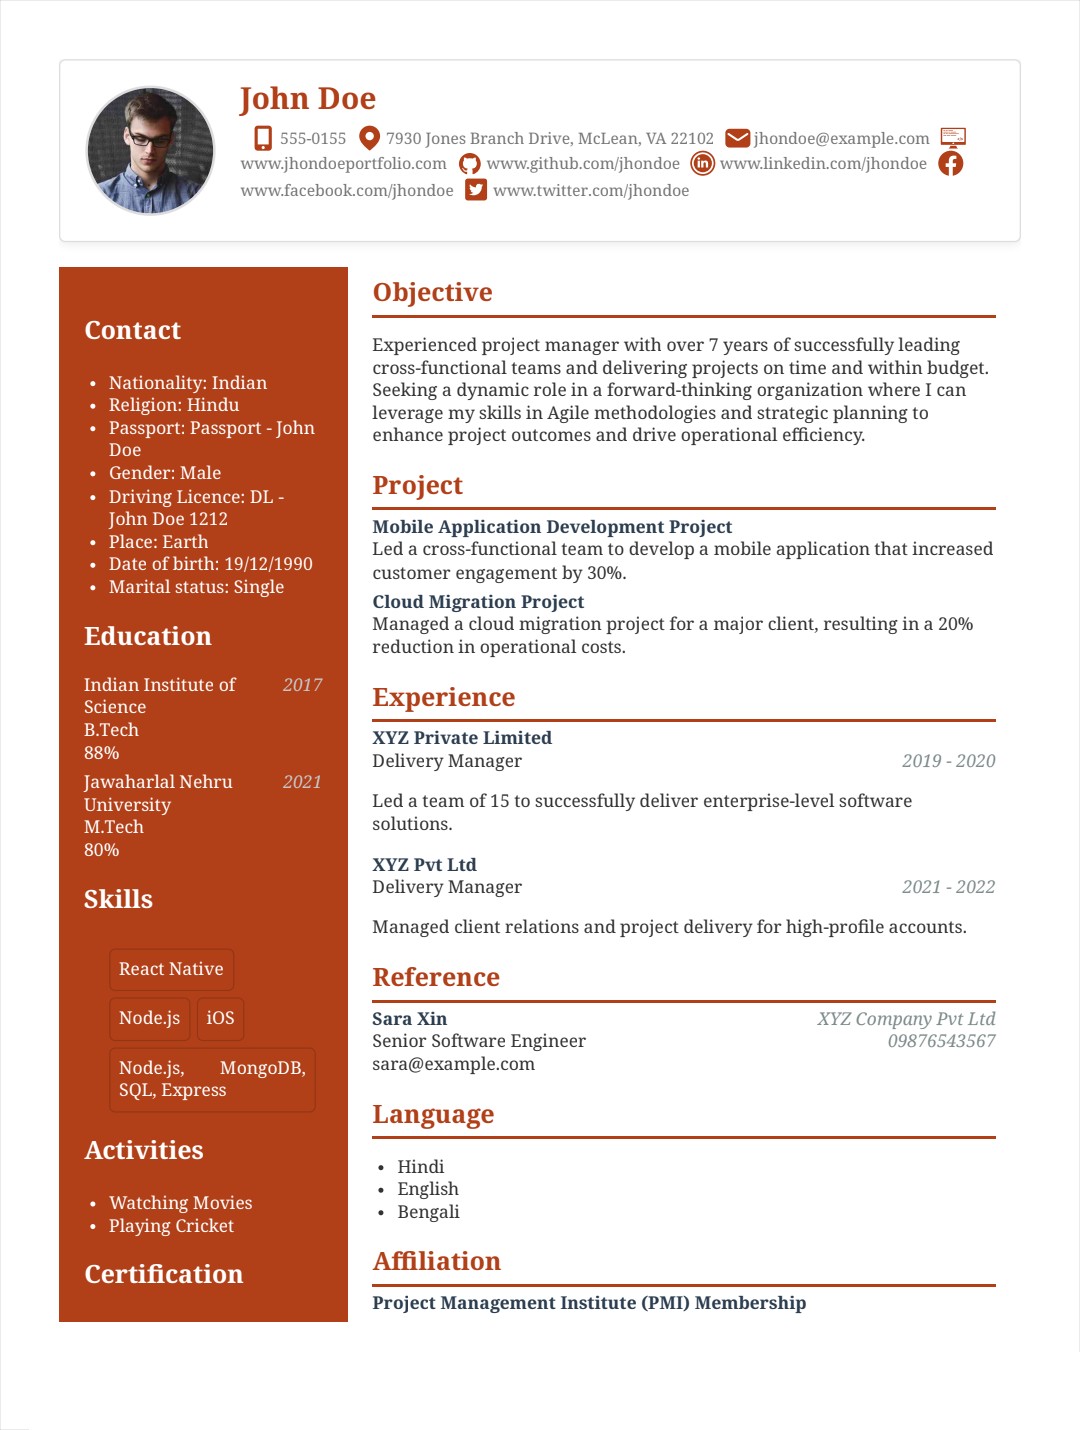 John Doe
555-0155 7930 Jones Branch Drive, McLean, VA 22102 jhondoe@example.com
www.jhondoeportfolio.com www.github.com/jhondoe www.linkedin.com/jhondoe
www.facebook.com/jhondoe www.twitter.com/jhondoe
Contact
• Nationality: Indian
• Religion: Hindu
• Passport: Passport - John
Doe
• Gender: Male
• Driving Licence: DL -
John Doe 1212
• Place: Earth
• Date of birth: 19/12/1990
• Marital status: Single
Education
Indian Institute of 2017
Science
B.Tech
88%
Jawaharlal Nehru 2021
University
M.Tech
80%
Skills
React Native
Node.js iOS
Node.js, MongoDB,
SQL, Express
Activities
• Watching Movies
• Playing Cricket
Certification
Objective
Experienced project manager with over 7 years of successfully leading
cross-functional teams and delivering projects on time and within budget.
Seeking a dynamic role in a forward-thinking organization where I can
leverage my skills in Agile methodologies and strategic planning to
enhance project outcomes and drive operational efficiency.
Project
Mobile Application Development Project
Led a cross-functional team to develop a mobile application that increased
customer engagement by 30%.
Cloud Migration Project
Managed a cloud migration project for a major client, resulting in a 20%
reduction in operational costs.
Experience
XYZ Private Limited
Delivery Manager 2019 - 2020
Led a team of 15 to successfully deliver enterprise-level software
solutions.
XYZ Pvt Ltd
Delivery Manager 2021 - 2022
Managed client relations and project delivery for high-profile accounts.
Reference
Sara Xin XYZ Company Pvt Ltd
Senior Software Engineer 09876543567
sara@example.com
Language
• Hindi
• English
• Bengali
Affiliation
Project Management Institute (PMI) Membership